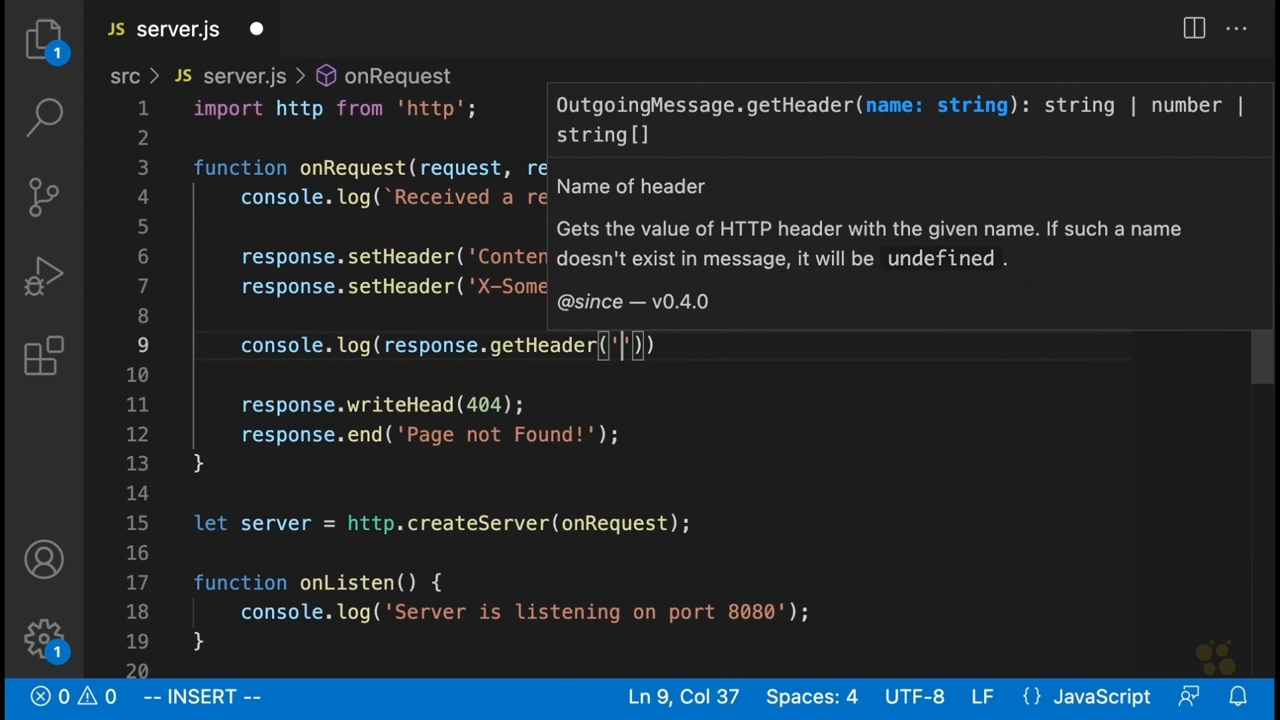 JS server.js
src > JS server.js > onRequest
1 import http from 'http';
2
3 function onRequest(request, re
4 console.log(`Received a re
5
6 response.setHeader('Conten
7 response.setHeader('X-Some
8
9 console.log(response.getHeader(''))
10
11 response.writeHead(404);
12 response.end('Page not Found!');
13 }
14
15 let server = http.createServer(onRequest);
16
17 function onListen() {
18 console.log('Server is listening on port 8080');
19 }
20
OutgoingMessage.getHeader(name: string): string | number |
string[]
Name of header
Gets the value of HTTP header with the given name. If such a name
doesn't exist in message, it will be undefined.
@since — v0.4.0
1
1
0 0 -- INSERT -- Ln 9, Col 37 Spaces: 4 UTF-8 LF {} JavaScript